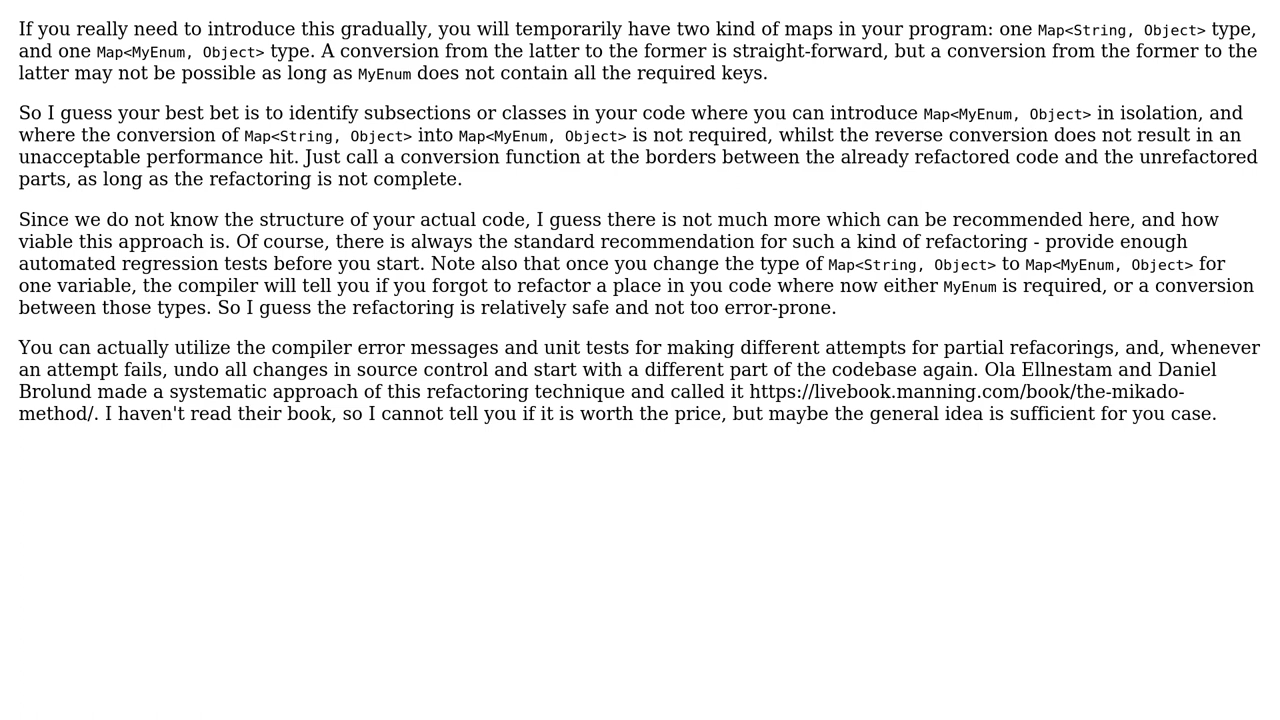 If you really need to introduce this gradually, you will temporarily have two kind of maps in your program: one Map<String, Object> type,
and one Map<MyEnum, Object> type. A conversion from the latter to the former is straight-forward, but a conversion from the former to the
latter may not be possible as long as MyEnum does not contain all the required keys.
So I guess your best bet is to identify subsections or classes in your code where you can introduce Map<MyEnum, Object> in isolation, and
where the conversion of Map<String, Object> into Map<MyEnum, Object> is not required, whilst the reverse conversion does not result in an
unacceptable performance hit. Just call a conversion function at the borders between the already refactored code and the unrefactored
parts, as long as the refactoring is not complete.
Since we do not know the structure of your actual code, I guess there is not much more which can be recommended here, and how
viable this approach is. Of course, there is always the standard recommendation for such a kind of refactoring - provide enough
automated regression tests before you start. Note also that once you change the type of Map<String, Object> to Map<MyEnum, Object> for
one variable, the compiler will tell you if you forgot to refactor a place in you code where now either MyEnum is required, or a conversion
between those types. So I guess the refactoring is relatively safe and not too error-prone.
You can actually utilize the compiler error messages and unit tests for making different attempts for partial refacorings, and, whenever
an attempt fails, undo all changes in source control and start with a different part of the codebase again. Ola Ellnestam and Daniel
Brolund made a systematic approach of this refactoring technique and called it https://livebook.manning.com/book/the-mikado-
method/. I haven't read their book, so I cannot tell you if it is worth the price, but maybe the general idea is sufficient for you case.